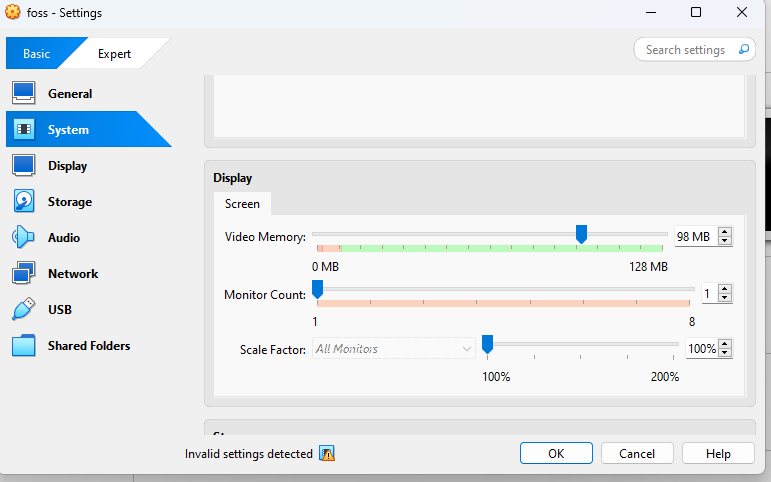 foss - Settings
Basic
Expert
Search settings
General
System
Display
Storage
Audio
Network
USB
Shared Folders
Display
Screen
Video Memory:
98 MB
0 MB
128 MB
Monitor Count:
1
1
8
Scale Factor:
All Monitors
100%
100%
200%
Invalid settings detected
OK
Cancel
Help